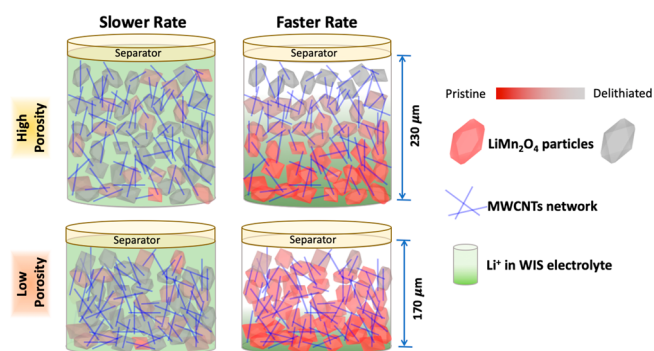 Slower Rate
Faster Rate
Separator
Separator
High
Porosity
230 μm
Pristine
Delithiated
LiMn₂O₄ particles
MWCNTs network
Li⁺ in WIS electrolyte
Separator
Separator
Low
Porosity
170 μm